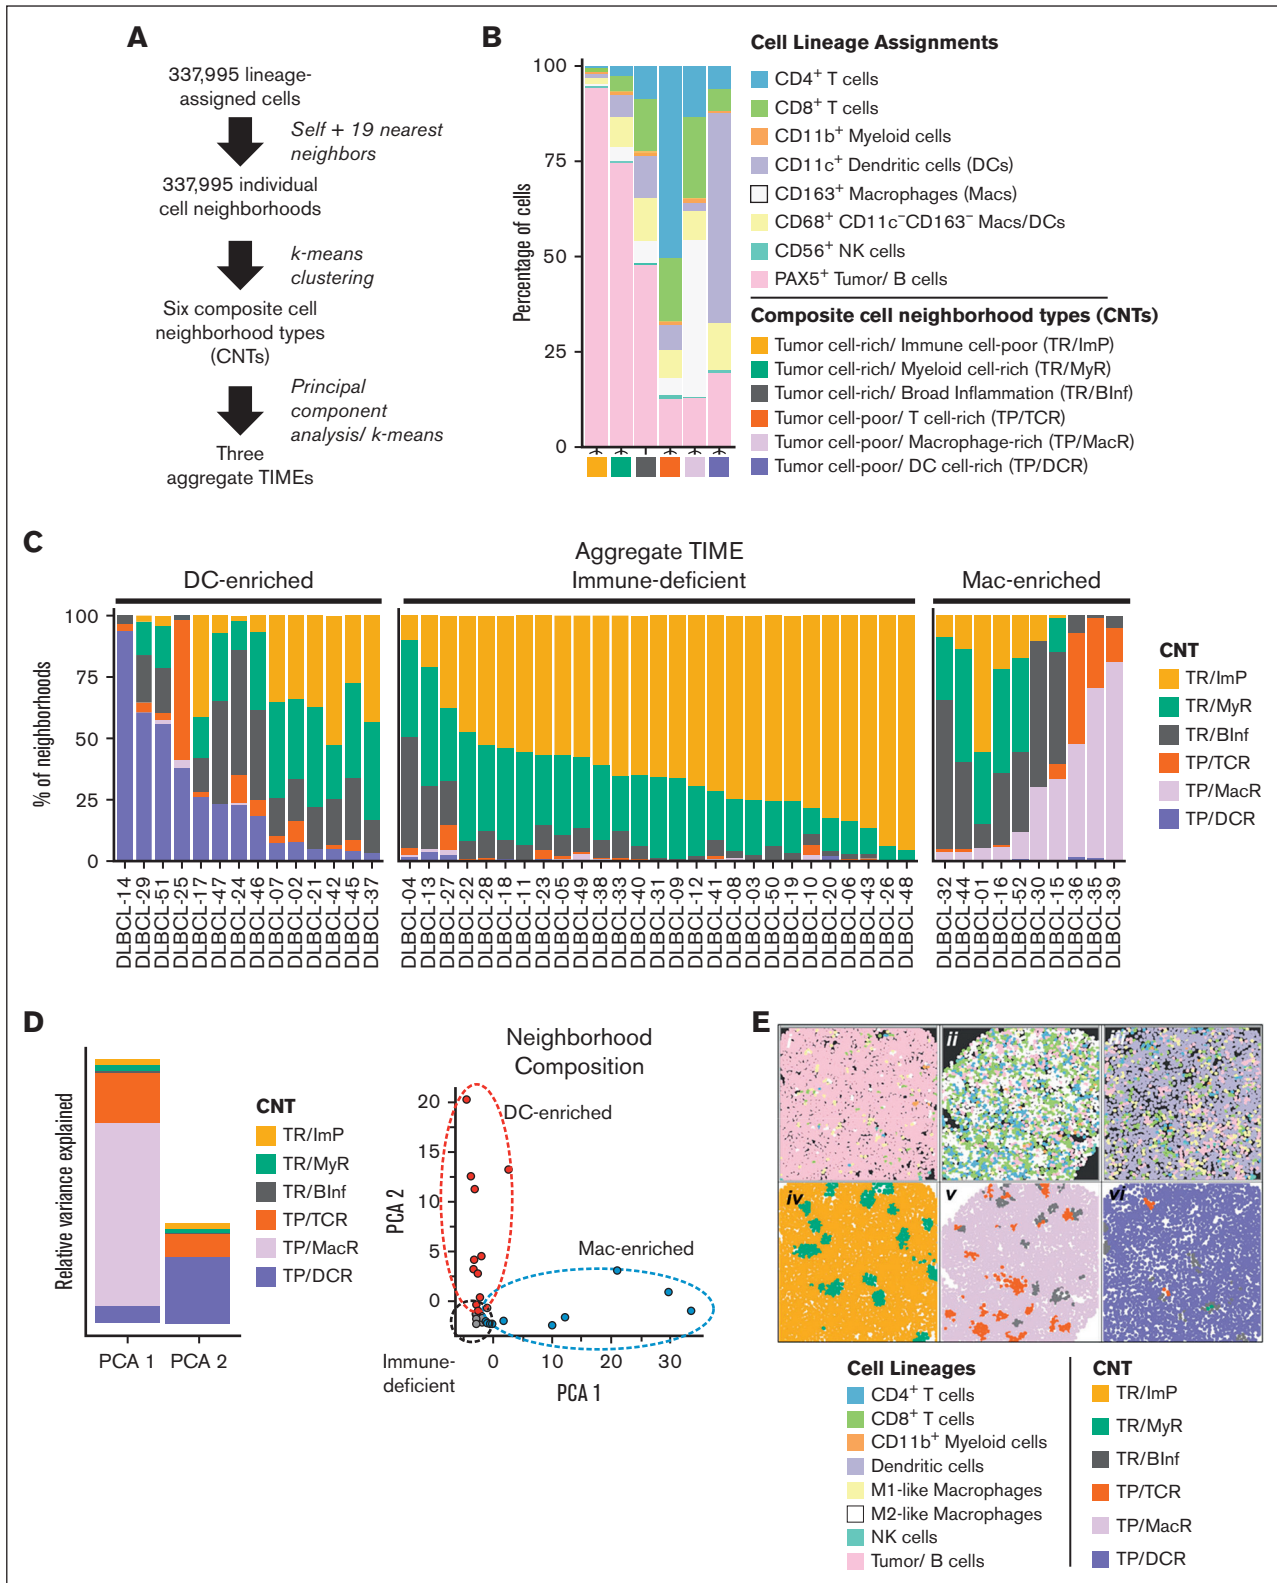 A
337,995 lineage-
assigned cells
Self + 19 nearest
neighbors
337,995 individual
cell neighborhoods
k-means
clustering
Six composite cell
neighborhood types
(CNTs)
Principal
component
analysis/ k-means
Three
aggregate TIMEs
B
Percentage of cells
100
75
50
25
0
Cell Lineage Assignments
CD4+ T cells
CD8+ T cells
CD11b+ Myeloid cells
CD11c+ Dendritic cells (DCs)
CD163+ Macrophages (Macs)
CD68+ CD11c−CD163− Macs/DCs
CD56+ NK cells
PAX5+ Tumor/ B cells
Composite cell neighborhood types (CNTs)
Tumor cell-rich/ Immune cell-poor (TR/ImP)
Tumor cell-rich/ Myeloid cell-rich (TR/MyR)
Tumor cell-rich/ Broad Inflammation (TR/BInf)
Tumor cell-poor/ T cell-rich (TP/TCR)
Tumor cell-poor/ Macrophage-rich (TP/MacR)
Tumor cell-poor/ DC cell-rich (TP/DCR)
C
Aggregate TIME
DC-enriched
Immune-deficient
Mac-enriched
% of neighborhoods
100
75
50
25
0
DLBCL-14
DLBCL-29
DLBCL-51
DLBCL-25
DLBCL-17
DLBCL-47
DLBCL-24
DLBCL-46
DLBCL-07
DLBCL-02
DLBCL-21
DLBCL-42
DLBCL-45
DLBCL-37
DLBCL-04
DLBCL-13
DLBCL-27
DLBCL-22
DLBCL-28
DLBCL-18
DLBCL-11
DLBCL-23
DLBCL-05
DLBCL-49
DLBCL-38
DLBCL-33
DLBCL-40
DLBCL-31
DLBCL-09
DLBCL-12
DLBCL-41
DLBCL-08
DLBCL-03
DLBCL-50
DLBCL-19
DLBCL-10
DLBCL-20
DLBCL-06
DLBCL-43
DLBCL-26
DLBCL-48
DLBCL-32
DLBCL-44
DLBCL-01
DLBCL-16
DLBCL-52
DLBCL-30
DLBCL-15
DLBCL-36
DLBCL-35
DLBCL-39
CNT
TR/ImP
TR/MyR
TR/BInf
TP/TCR
TP/MacR
TP/DCR
D
Relative variance explained
PCA 1
PCA 2
CNT
TR/ImP
TR/MyR
TR/BInf
TP/TCR
TP/MacR
TP/DCR
Neighborhood
Composition
DC-enriched
Mac-enriched
Immune-
deficient
PCA 2
20
15
10
5
0
0
10
20
30
PCA 1
E
i
ii
iii
iv
v
vi
Cell Lineages
CD4+ T cells
CD8+ T cells
CD11b+ Myeloid cells
Dendritic cells
M1-like Macrophages
M2-like Macrophages
NK cells
Tumor/ B cells
CNT
TR/ImP
TR/MyR
TR/BInf
TP/TCR
TP/MacR
TP/DCR